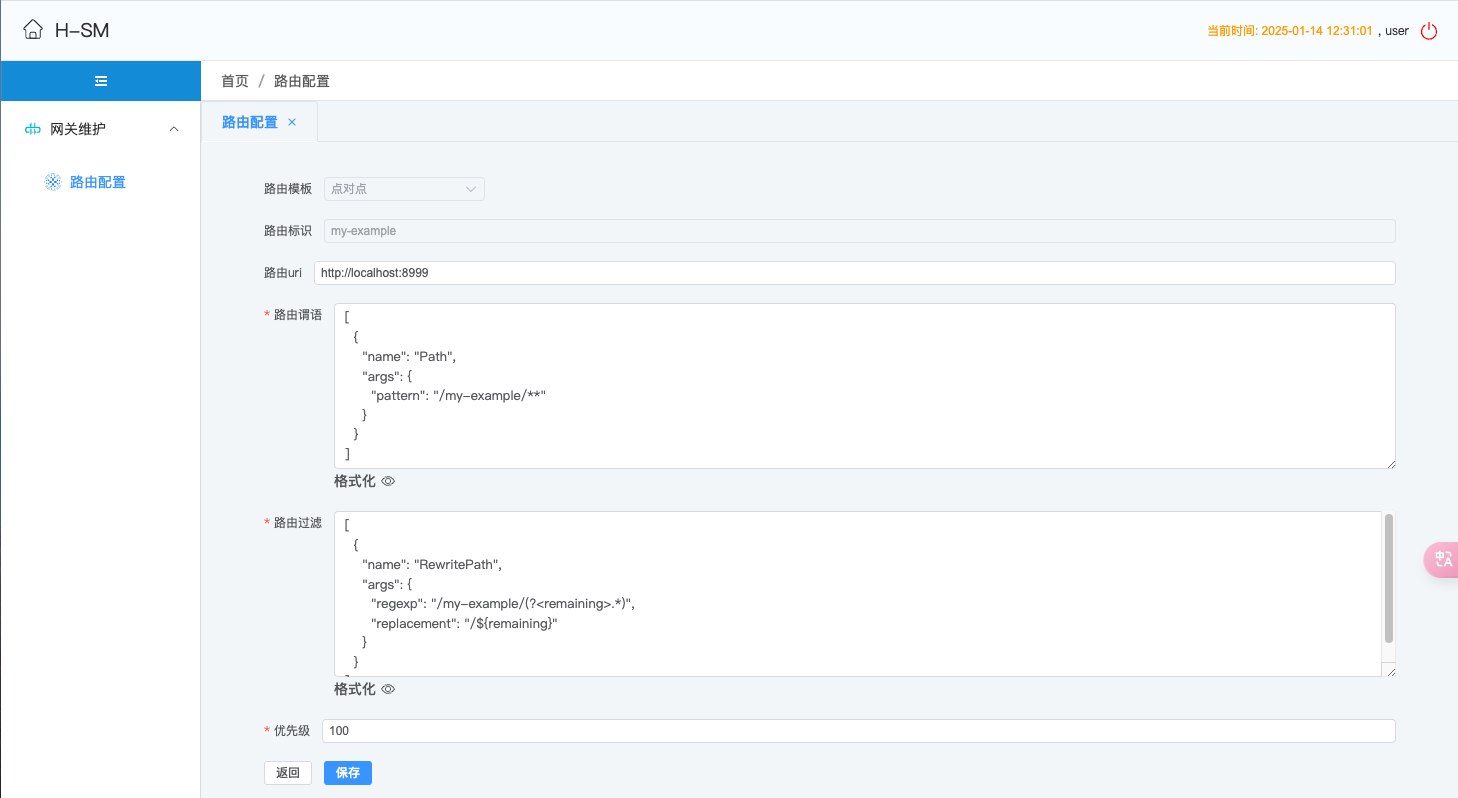 H-SM
当前时间: 2025-01-14 12:31:01 , user
首页 / 路由配置
网关维护
路由配置 ×
路由配置
路由模板 点对点
路由标识 my-example
路由uri http://localhost:8999
* 路由谓语
[
{
"name": "Path",
"args": {
"pattern": "/my-example/**"
}
}
]
格式化
* 路由过滤
[
{
"name": "RewritePath",
"args": {
"regexp": "/my-example/(?<remaining>.*)",
"replacement": "/${remaining}"
}
}
格式化
* 优先级 100
返回 保存
中A